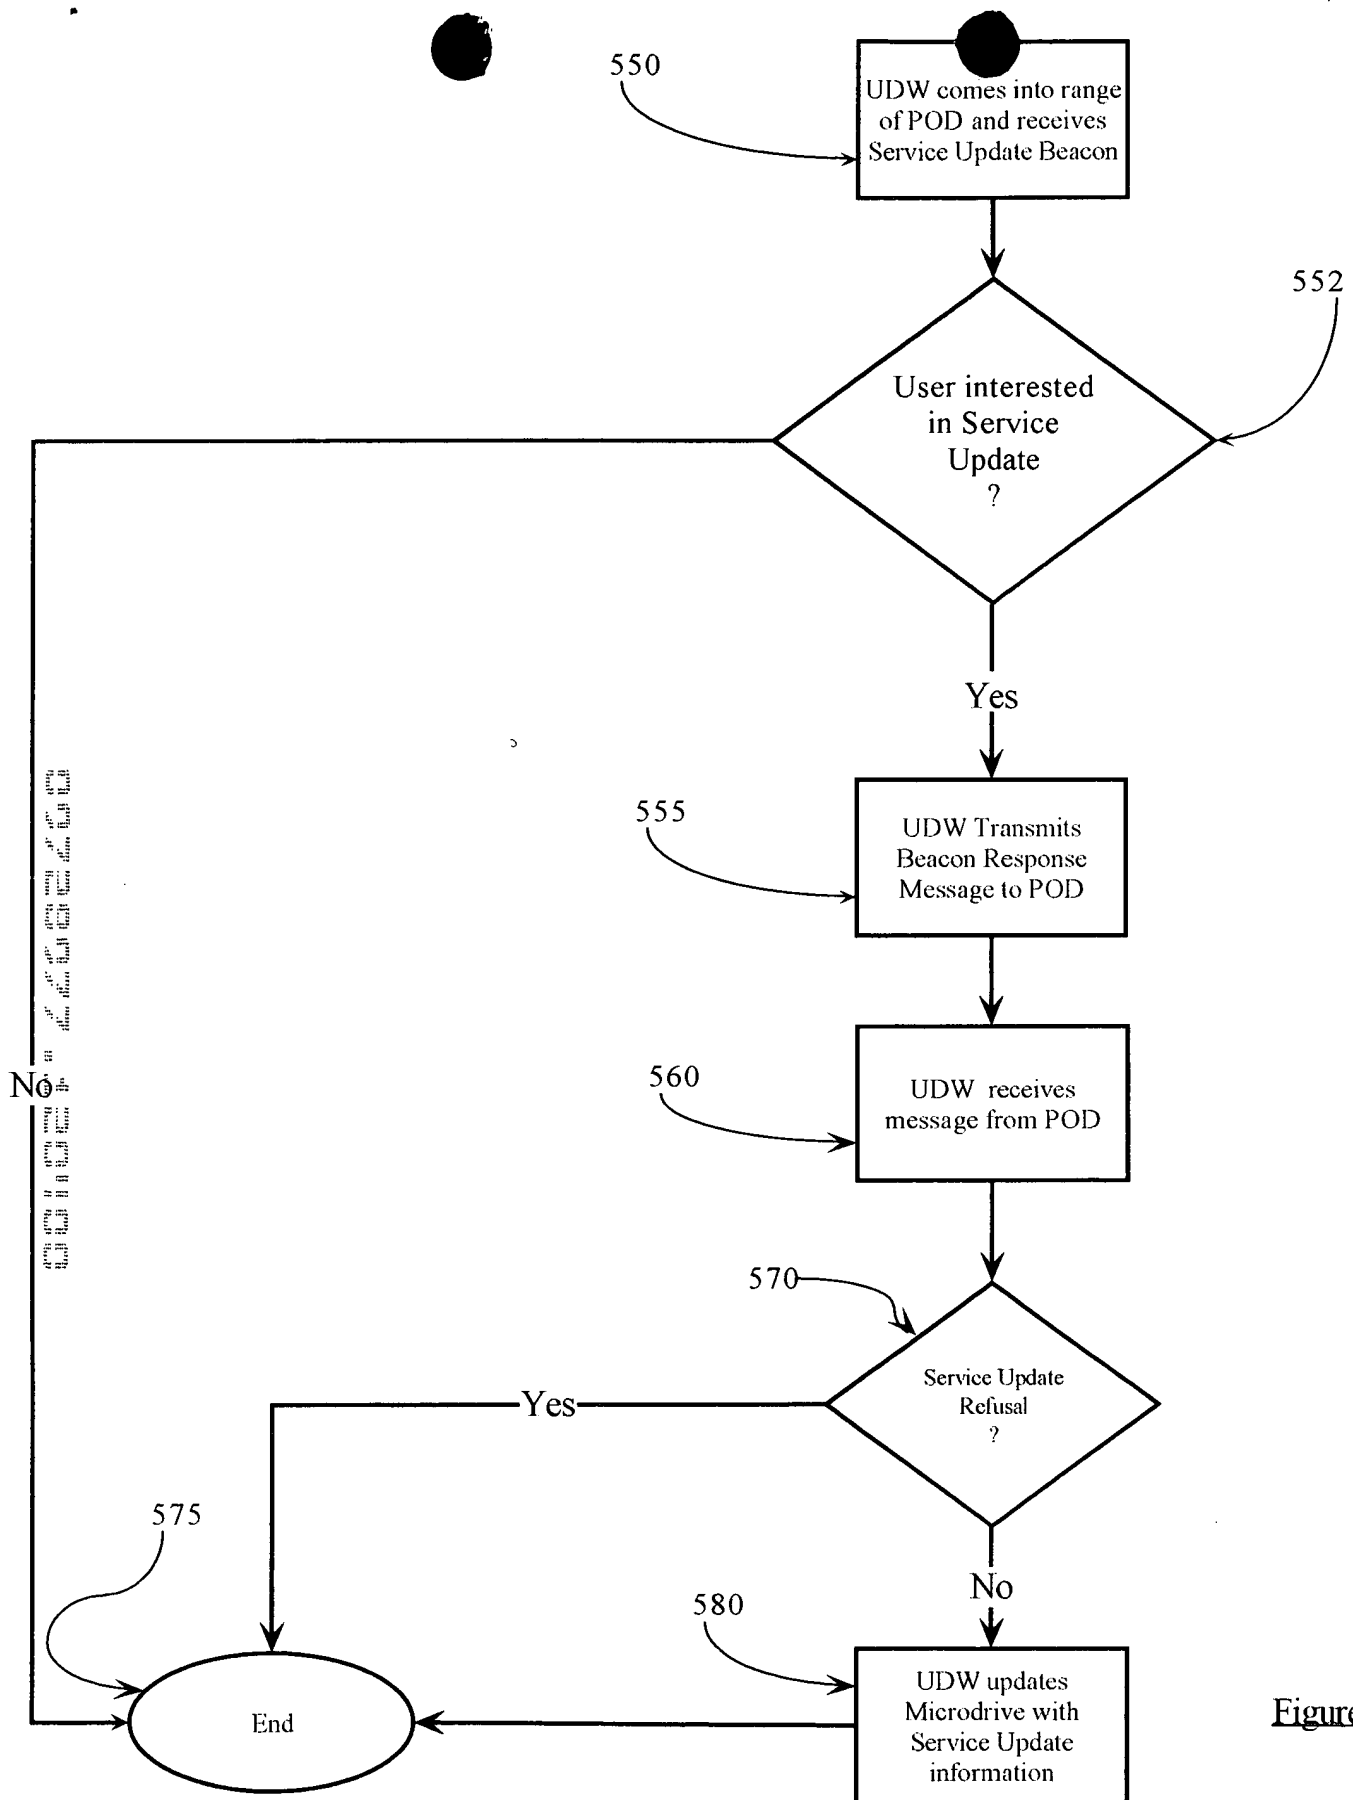 550
UDW comes into range
of POD and receives
Service Update Beacon
552
User interested
in Service
Update
?
Yes
555
UDW Transmits
Beacon Response
Message to POD
No
560
UDW receives
message from POD
570
Service Update
Refusal
?
Yes
575
No
580
UDW updates
Microdrive with
Service Update
information
End
Figure